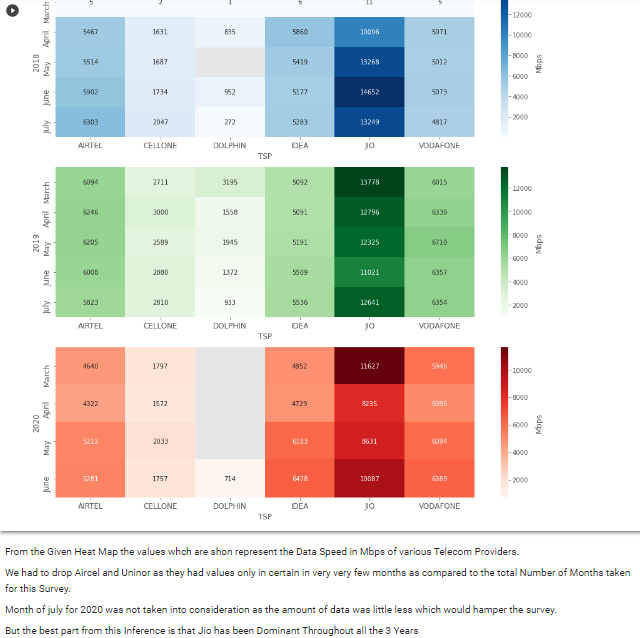 March 5 2 1 6 11 5
12000
April 5467 1631 835 5860 10096 5071
10000
2018
May 5514 1687 5419 13268 5012
8000
Mbps
6000
June 5902 1734 952 5177 14652 5073
4000
July 6303 2047 272 5283 13249 4817
2000
AIRTEL CELLONE DOLPHIN IDEA JIO VODAFONE
TSP
March 6094 2711 3195 5092 13778 6015
12000
April 6246 3000 1558 5091 12796 6330
10000
2019
May 6205 2589 1945 5191 12325 6710
8000
Mbps
6000
June 6008 2880 1372 5509 11021 6357
4000
July 5823 2810 933 5536 12641 6354
2000
AIRTEL CELLONE DOLPHIN IDEA JIO VODAFONE
TSP
March 4640 1797 4852 11627 5946
10000
April 4322 1572 4729 8235 5095
8000
2020
6000
Mbps
May 5212 2033 6183 8631 6094
4000
June 5281 1757 714 6478 10087 6389
2000
AIRTEL CELLONE DOLPHIN IDEA JIO VODAFONE
TSP
From the Given Heat Map the values whch are shon represent the Data Speed in Mbps of various Telecom Providers.
We had to drop Aircel and Uninor as they had values only in certain in very very few months as compared to the total Number of Months taken
for this Survey.
Month of july for 2020 was not taken into consideration as the amount of data was little less which would hamper the survey.
But the best part from this Inference is that Jio has been Dominant Throughout all the 3 Years